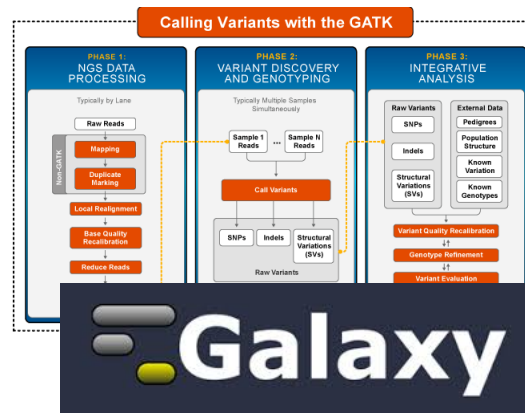 Calling Variants with the GATK
PHASE 1:
NGS DATA
PROCESSING
Typically by Lane
Raw Reads
Non-GATK
Mapping
Duplicate
Marking
Local Realignment
Base Quality
Recalibration
Reduce Reads
PHASE 2:
VARIANT DISCOVERY
AND GENOTYPING
Typically Multiple Samples
Simultaneously
Sample 1
Reads
...
Sample N
Reads
Call Variants
SNPs
Indels
Structural
Variations
(SVs)
Raw Variants
PHASE 3:
INTEGRATIVE
ANALYSIS
Raw Variants
SNPs
Indels
Structural
Variations
(SVs)
External Data
Pedigrees
Population
Structure
Known
Variation
Known
Genotypes
Variant Quality Recalibration
Genotype Refinement
Variant Evaluation
Galaxy